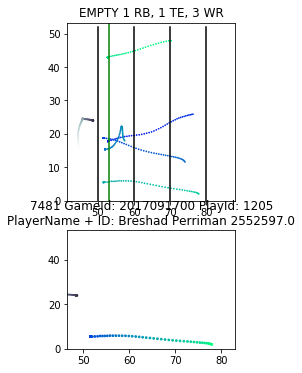 EMPTY 1 RB, 1 TE, 3 WR
50
40
30
20
10
0
50 60 70 80
7481 GameId: 2017091700 PlayId: 1205
PlayerName + ID: Breshad Perriman 2552597.0
40
20
0
50 60 70 80